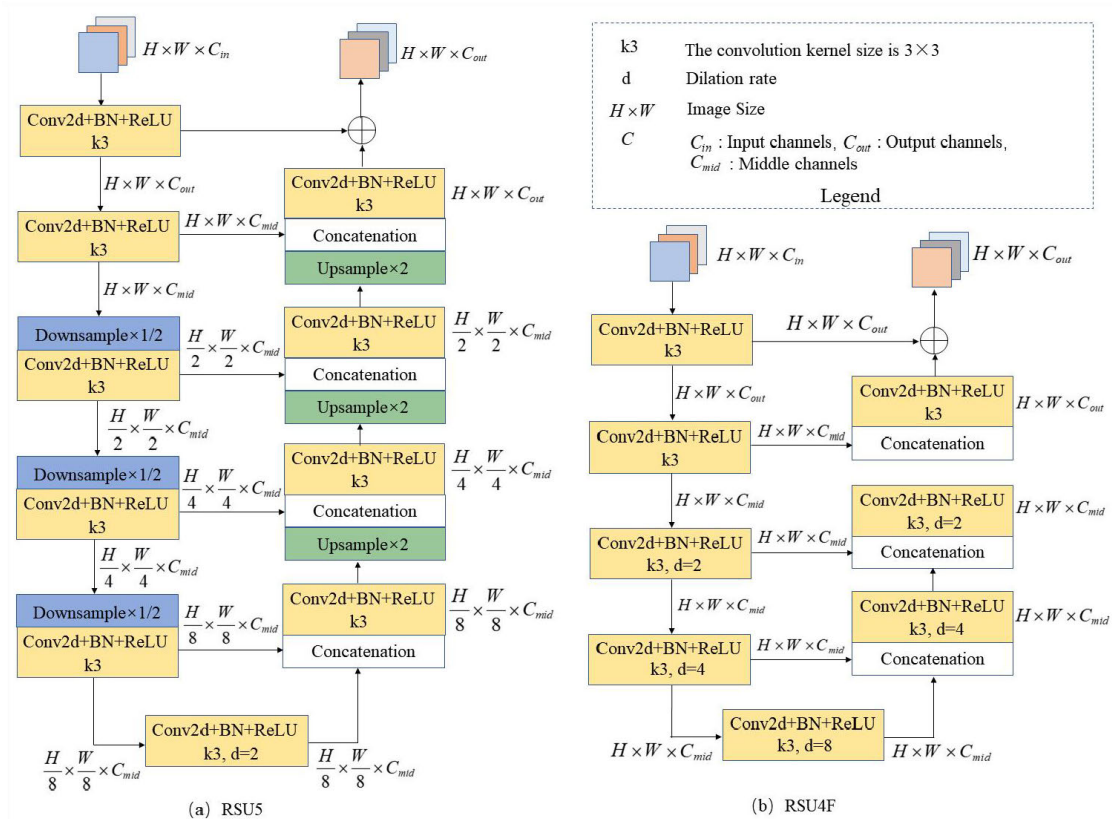 H × W × C_in
H × W × C_out
Conv2d+BN+ReLU
k3
H × W × C_out
Conv2d+BN+ReLU
k3
H × W × C_mid
H × W × C_mid
Downsample×1/2
Conv2d+BN+ReLU
k3
H/2 × W/2 × C_mid
H/2 × W/2 × C_mid
Downsample×1/2
Conv2d+BN+ReLU
k3
H/4 × W/4 × C_mid
H/4 × W/4 × C_mid
Downsample×1/2
Conv2d+BN+ReLU
k3
H/8 × W/8 × C_mid
H/8 × W/8 × C_mid
Conv2d+BN+ReLU
k3, d=2
H/8 × W/8 × C_mid
Conv2d+BN+ReLU
k3
H × W × C_out
Concatenation
Upsample×2
Conv2d+BN+ReLU
k3
H/2 × W/2 × C_mid
Concatenation
Upsample×2
Conv2d+BN+ReLU
k3
H/4 × W/4 × C_mid
Concatenation
Upsample×2
Conv2d+BN+ReLU
k3
H/8 × W/8 × C_mid
Concatenation
(a) RSU5
k3 The convolution kernel size is 3×3
d Dilation rate
H×W Image Size
C C_in : Input channels, C_out : Output channels,
C_mid : Middle channels
Legend
H × W × C_in
H × W × C_out
Conv2d+BN+ReLU
k3
H × W × C_out
H × W × C_out
Conv2d+BN+ReLU
k3
H × W × C_mid
H × W × C_mid
Conv2d+BN+ReLU
k3, d=2
H × W × C_mid
H × W × C_mid
Conv2d+BN+ReLU
k3, d=4
H × W × C_mid
H × W × C_mid
Conv2d+BN+ReLU
k3, d=8
H × W × C_mid
Conv2d+BN+ReLU
k3
H × W × C_out
Concatenation
Conv2d+BN+ReLU
k3, d=2
H × W × C_mid
Concatenation
Conv2d+BN+ReLU
k3, d=4
H × W × C_mid
Concatenation
(b) RSU4F